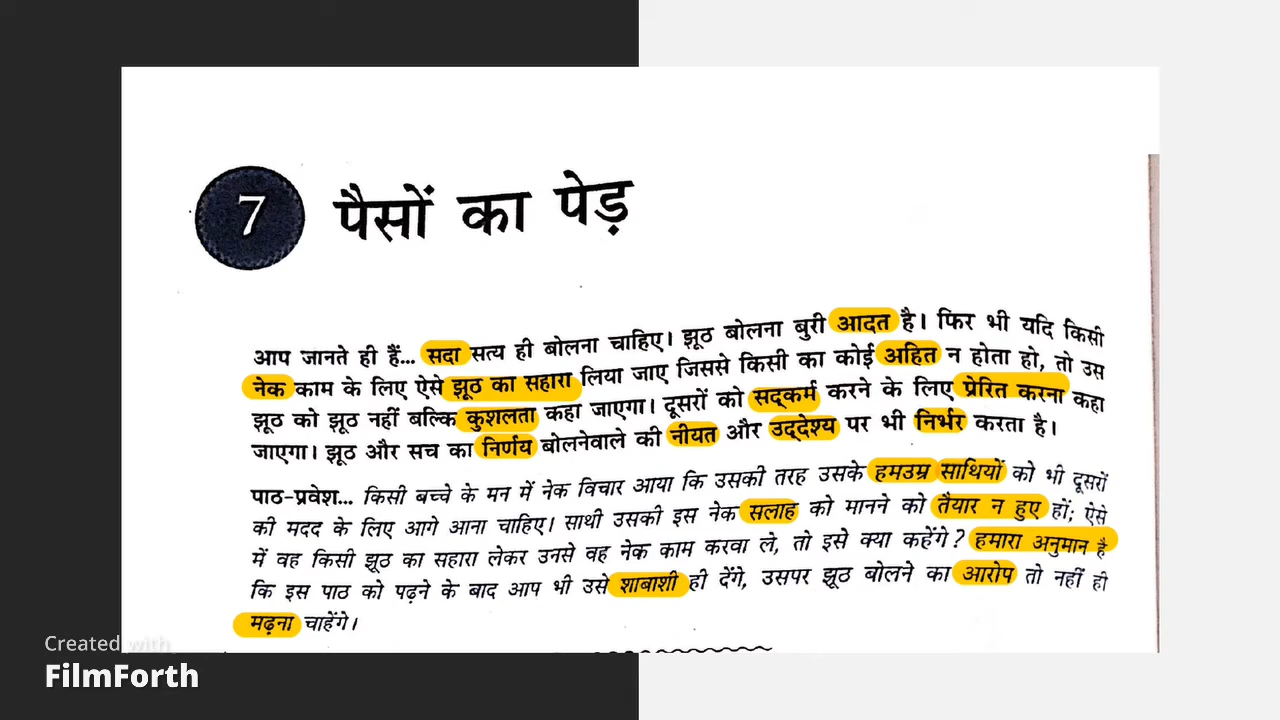 7 पैसों का पेड़
आप जानते ही हैं... सदा सत्य ही बोलना चाहिए। झूठ बोलना बुरी आदत है। फिर भी यदि किसी
नेक काम के लिए ऐसे झूठ का सहारा लिया जाए जिससे किसी का कोई अहित न होता हो, तो उस
झूठ को झूठ नहीं बल्कि कुशलता कहा जाएगा। दूसरों को सद्कर्म करने के लिए प्रेरित करना कहा
जाएगा। झूठ और सच का निर्णय बोलनेवाले की नीयत और उद्देश्य पर भी निर्भर करता है।
पाठ-प्रवेश... किसी बच्चे के मन में नेक विचार आया कि उसकी तरह उसके हमउम्र साथियों को भी दूसरों
की मदद के लिए आगे आना चाहिए। साथी उसकी इस नेक सलाह को मानने को तैयार न हुए हों; ऐसे
में वह किसी झूठ का सहारा लेकर उनसे वह नेक काम करवा ले, तो इसे क्या कहेंगे? हमारा अनुमान है
कि इस पाठ को पढ़ने के बाद आप भी उसे शाबाशी ही देंगे, उसपर झूठ बोलने का आरोप तो नहीं ही
मढ़ना चाहेंगे।
Created with
FilmForth